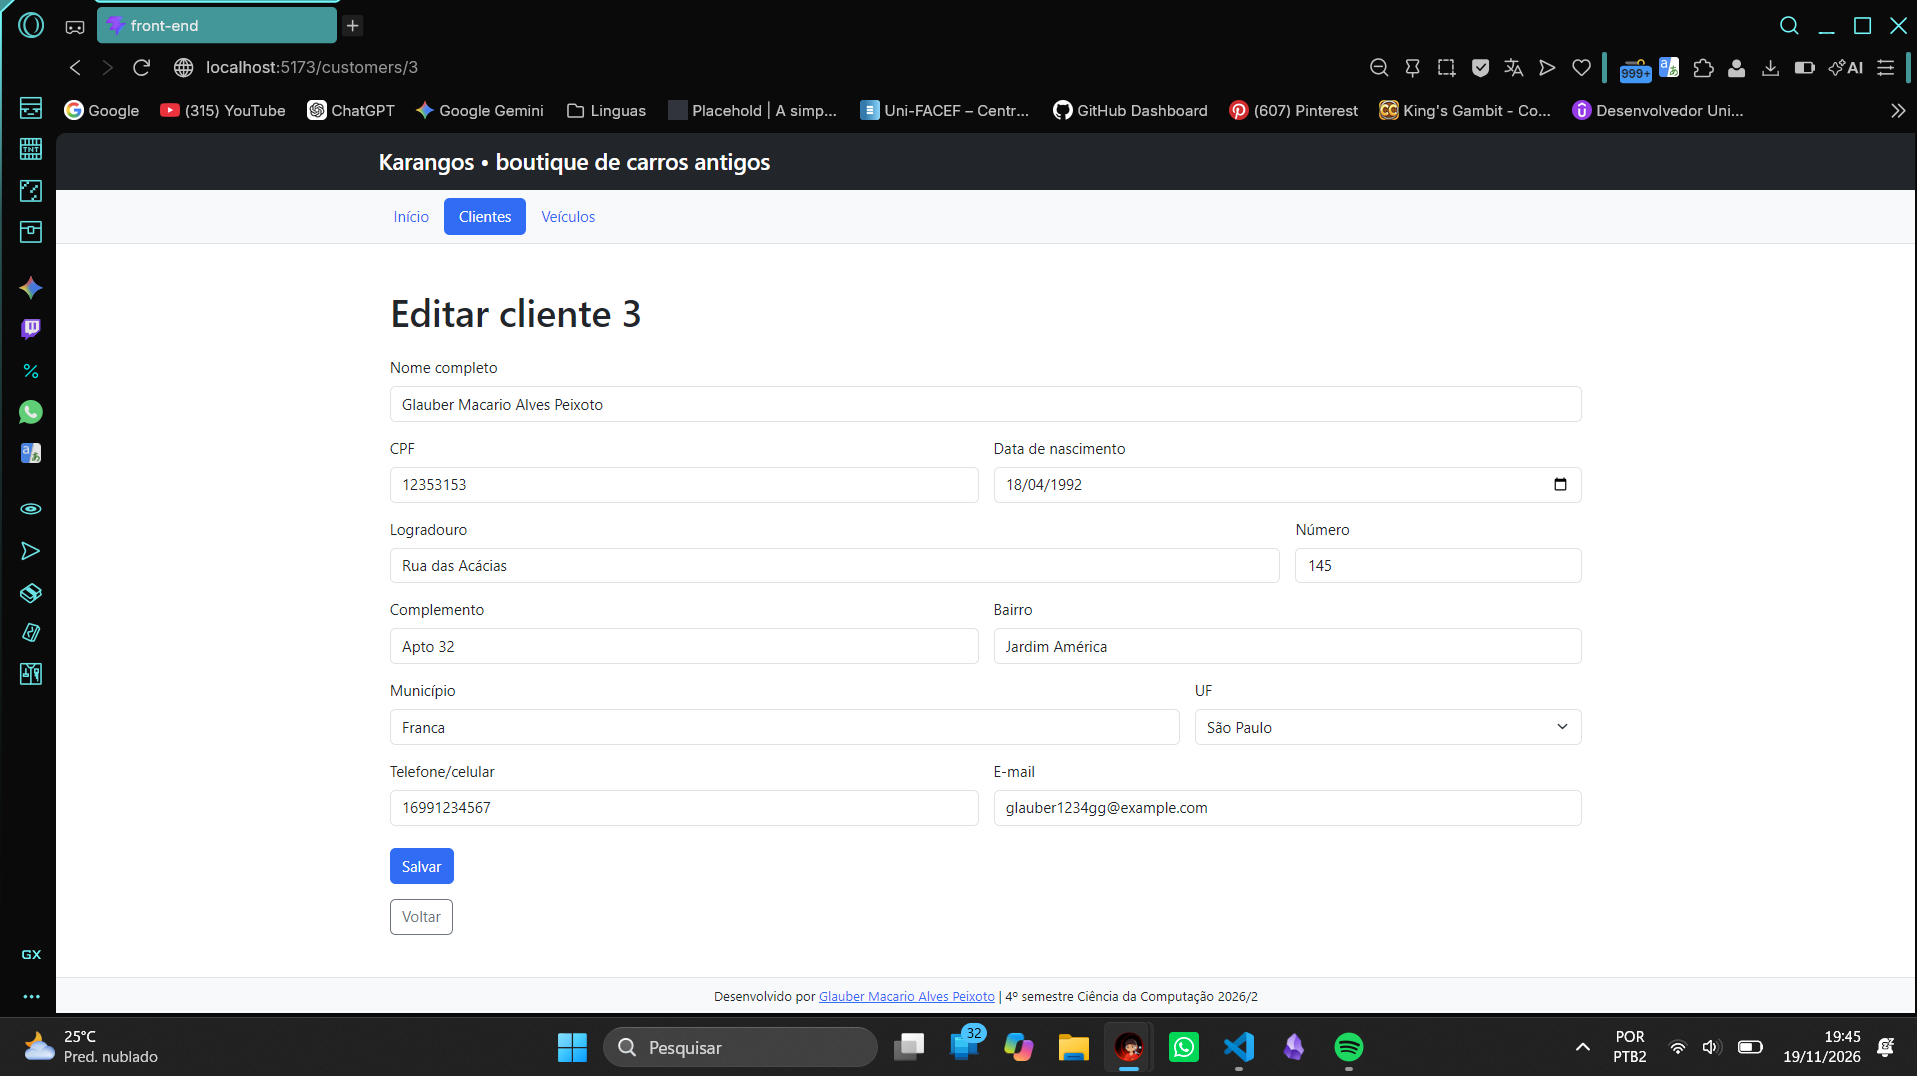 front-end
localhost:5173/customers/3
999+
AI
Google
(315) YouTube
ChatGPT
Google Gemini
Linguas
Placehold | A simp...
Uni-FACEF – Centr...
GitHub Dashboard
(607) Pinterest
King's Gambit - Co...
Desenvolvedor Uni...
TNT
Karangos • boutique de carros antigos
Início
Clientes
Veículos
Editar cliente 3
Nome completo
Glauber Macario Alves Peixoto
CPF
Data de nascimento
12353153
18/04/1992
Logradouro
Número
Rua das Acácias
145
Complemento
Bairro
Apto 32
Jardim América
Município
UF
Franca
São Paulo
Telefone/celular
E-mail
16991234567
glauber1234gg@example.com
Salvar
Voltar
GX
Desenvolvido por Glauber Macario Alves Peixoto | 4º semestre Ciência da Computação 2026/2
25°C
Pred. nublado
Pesquisar
32
POR
PTB2
19:45
19/11/2026